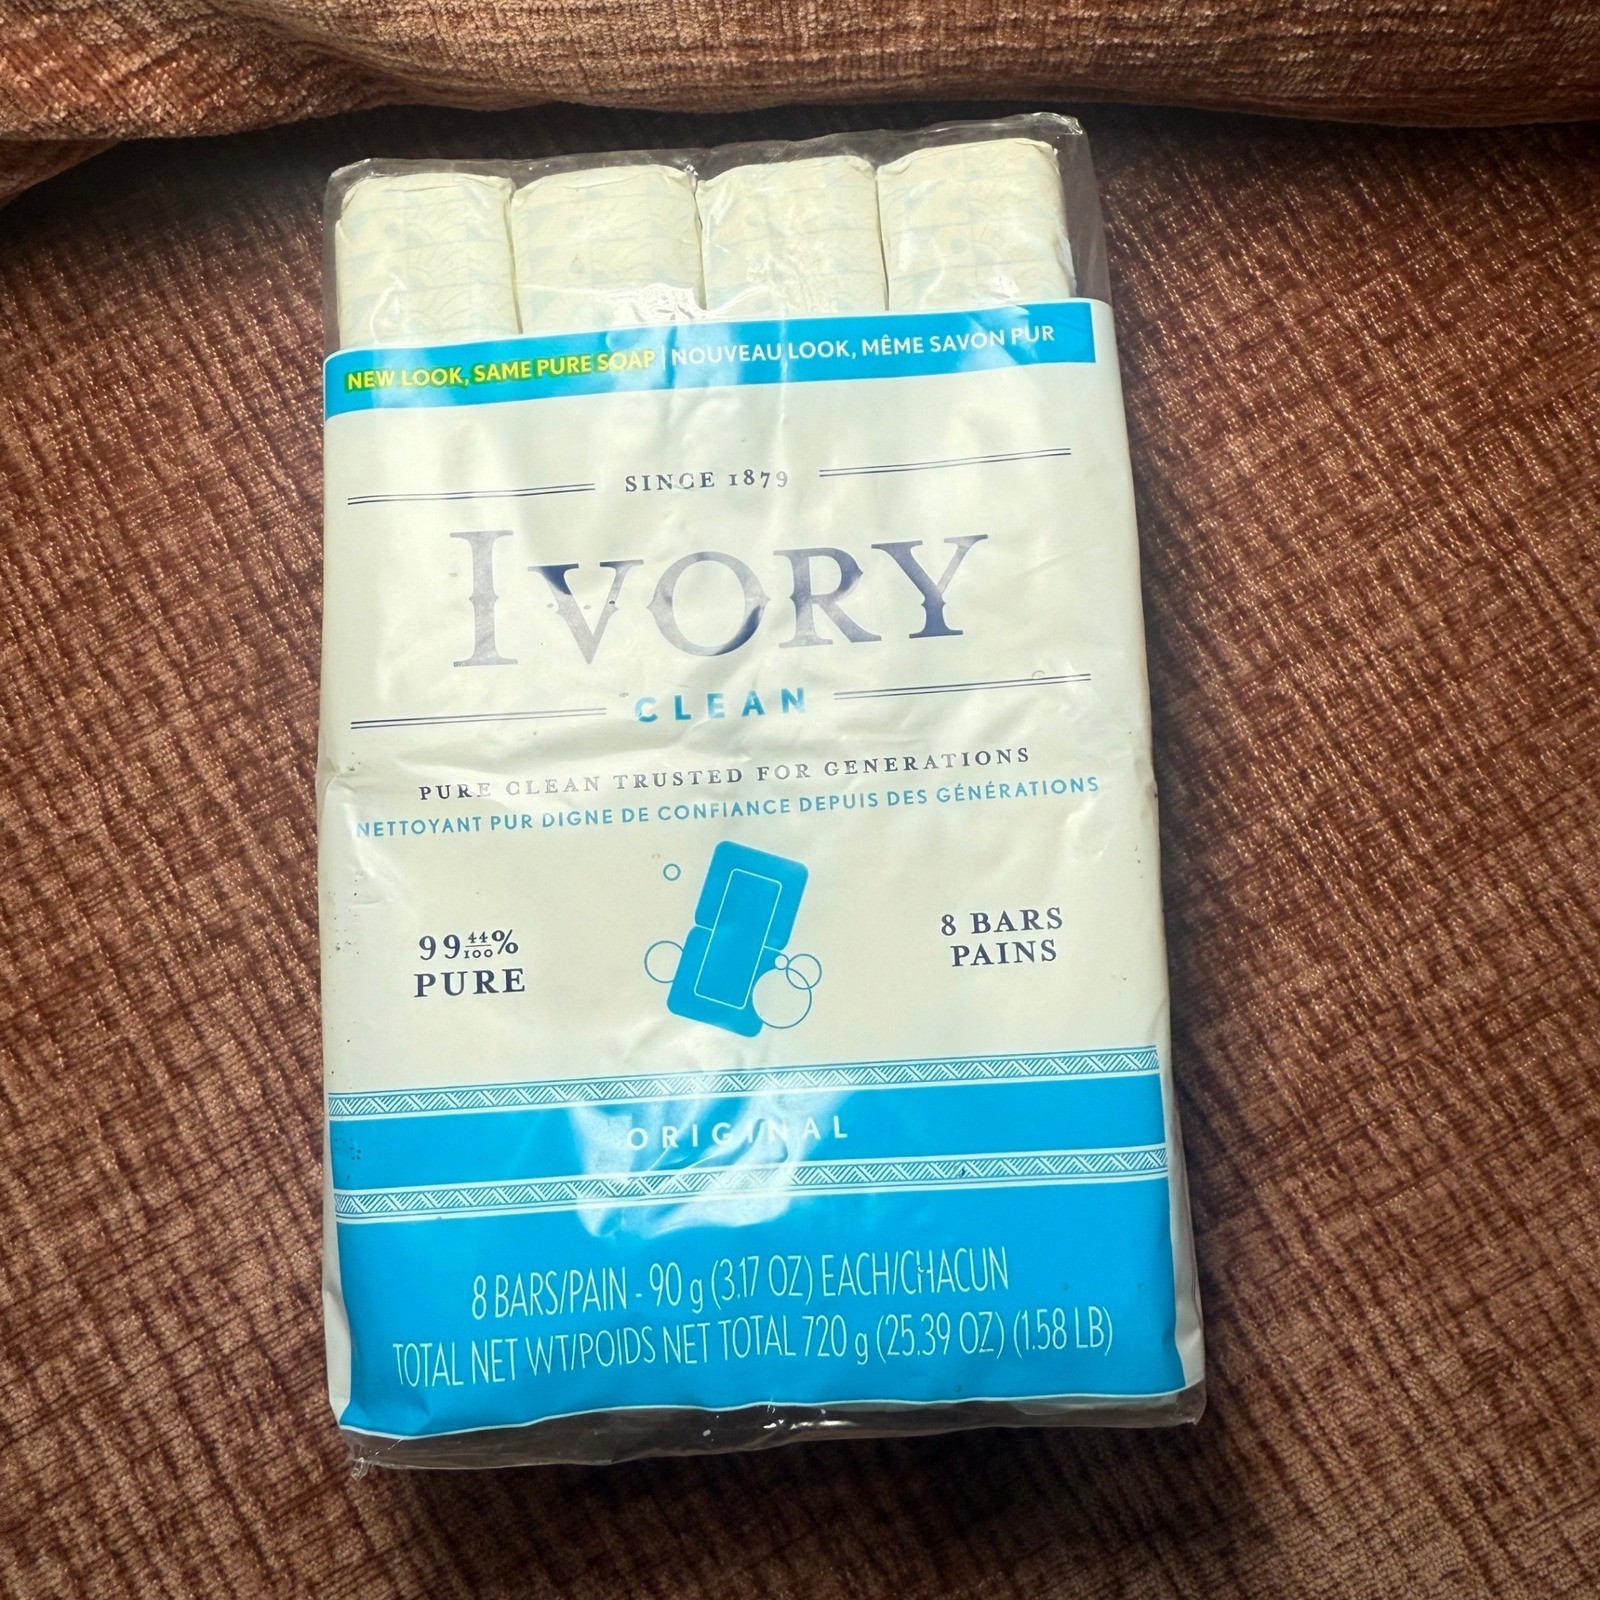 NEW LOOK, SAME PURE SOAP | NOUVEAU LOOK, MÊME SAVON PUR
SINCE 1879
IVORY
CLEAN
PURE CLEAN TRUSTED FOR GENERATIONS
NETTOYANT PUR DIGNE DE CONFIANCE DEPUIS DES GÉNÉRATIONS
99 44/100%
PURE
8 BARS
PAINS
ORIGINAL
8 BARS/PAIN - 90 g (3.17 OZ) EACH/CHACUN
TOTAL NET WT/POIDS NET TOTAL 720 g (25.39 OZ) (1.58 LB)